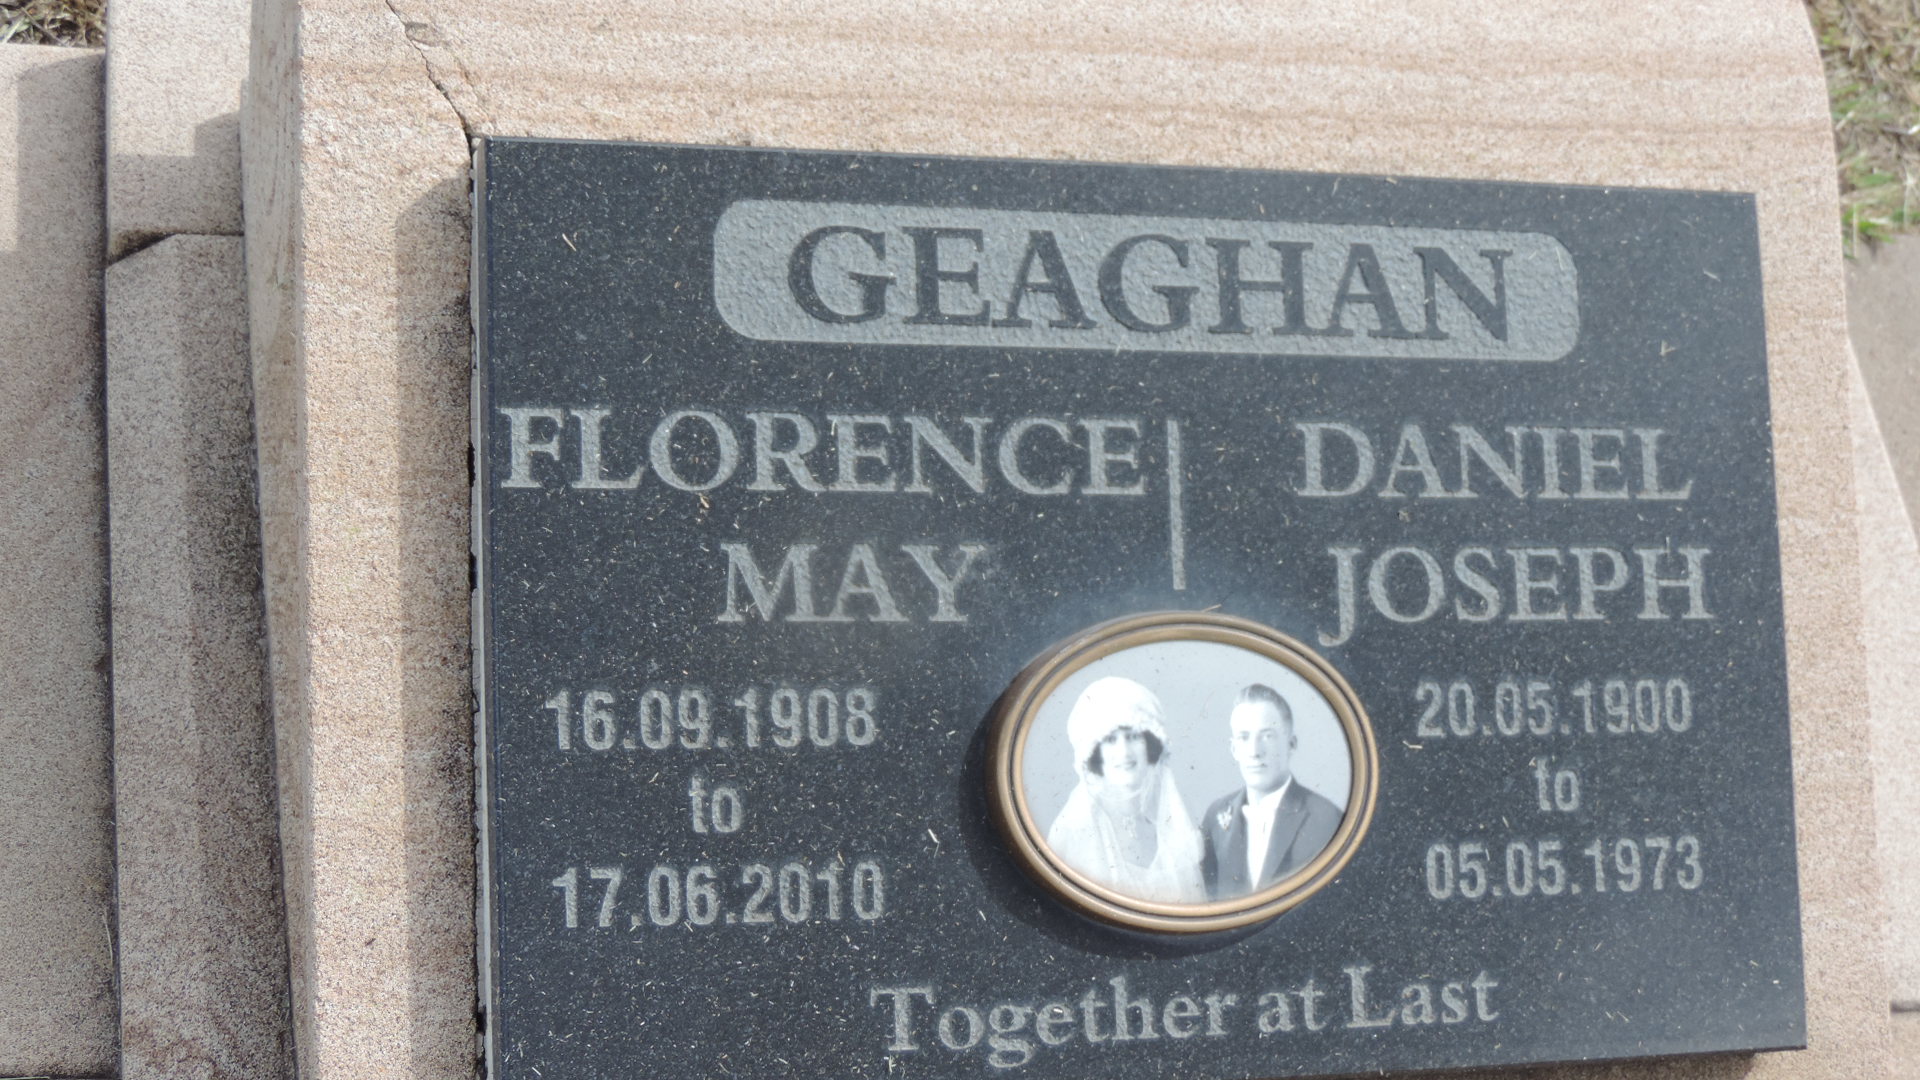 GEAGHAN
FLORENCE
MAY
16.09.1908
to
17.06.2010
DANIEL
JOSEPH
20.05.1900
to
05.05.1973
Together at Last